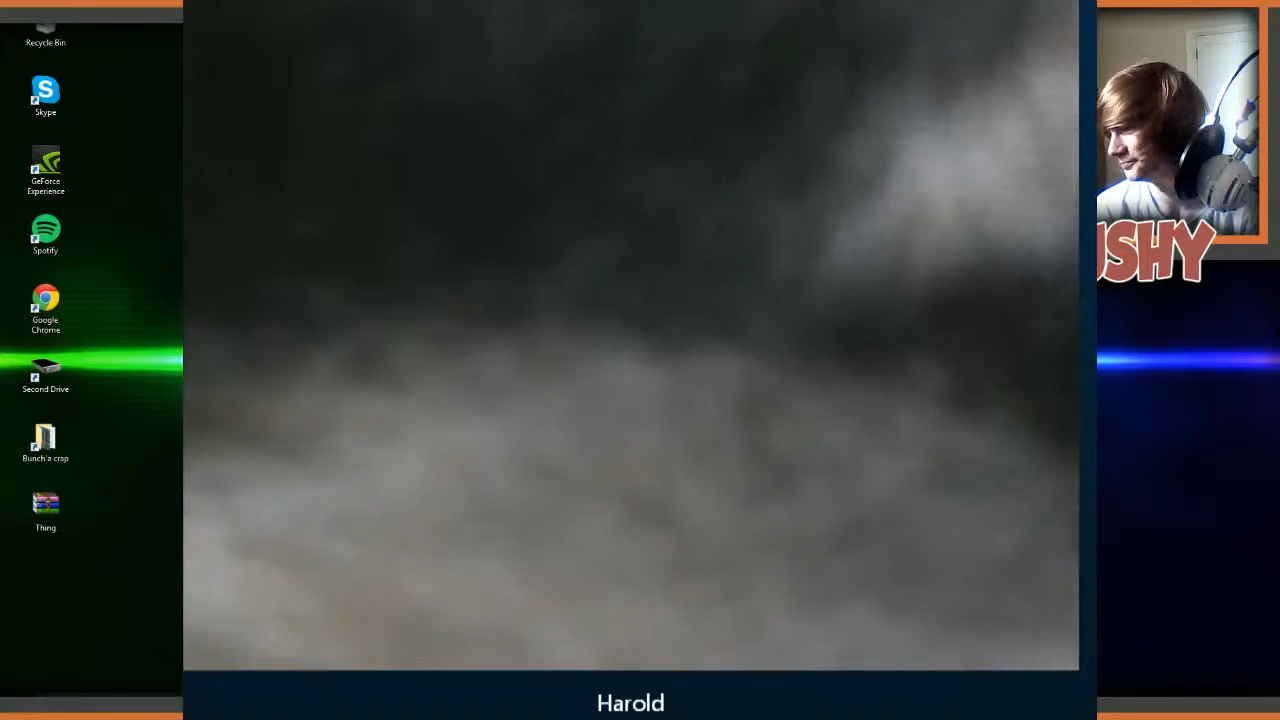 Recycle Bin
Skype
GeForce
Experience
Spotify
Google
Chrome
Second Drive
Bunch'a crap
Thing
SHY
Harold